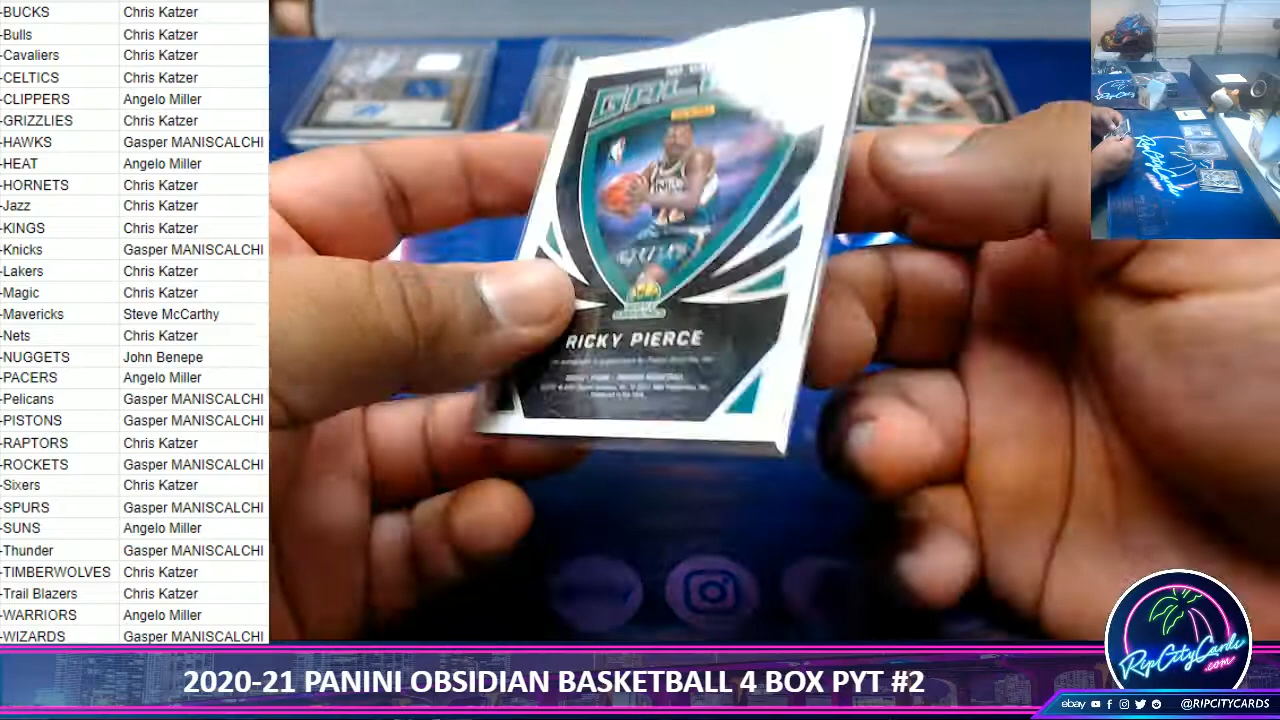 -BUCKS Chris Katzer
-Bulls Chris Katzer
-Cavaliers Chris Katzer
-CELTICS Chris Katzer
-CLIPPERS Angelo Miller
-GRIZZLIES Chris Katzer
-HAWKS Gasper MANISCALCHI
-HEAT Angelo Miller
-HORNETS Chris Katzer
-Jazz Chris Katzer
-KINGS Chris Katzer
-Knicks Gasper MANISCALCHI
-Lakers Chris Katzer
-Magic Chris Katzer
-Mavericks Steve McCarthy
-Nets Chris Katzer
-NUGGETS John Benepe
-PACERS Angelo Miller
-Pelicans Gasper MANISCALCHI
-PISTONS Gasper MANISCALCHI
-RAPTORS Chris Katzer
-ROCKETS Gasper MANISCALCHI
-Sixers Chris Katzer
-SPURS Gasper MANISCALCHI
-SUNS Angelo Miller
-Thunder Gasper MANISCALCHI
-TIMBERWOLVES Chris Katzer
-Trail Blazers Chris Katzer
-WARRIORS Angelo Miller
-WIZARDS Gasper MANISCALCHI
RICKY PIERCE
RipCityCards
.com
2020-21 PANINI OBSIDIAN BASKETBALL 4 BOX PYT #2
ebay @RIPCITYCARDS